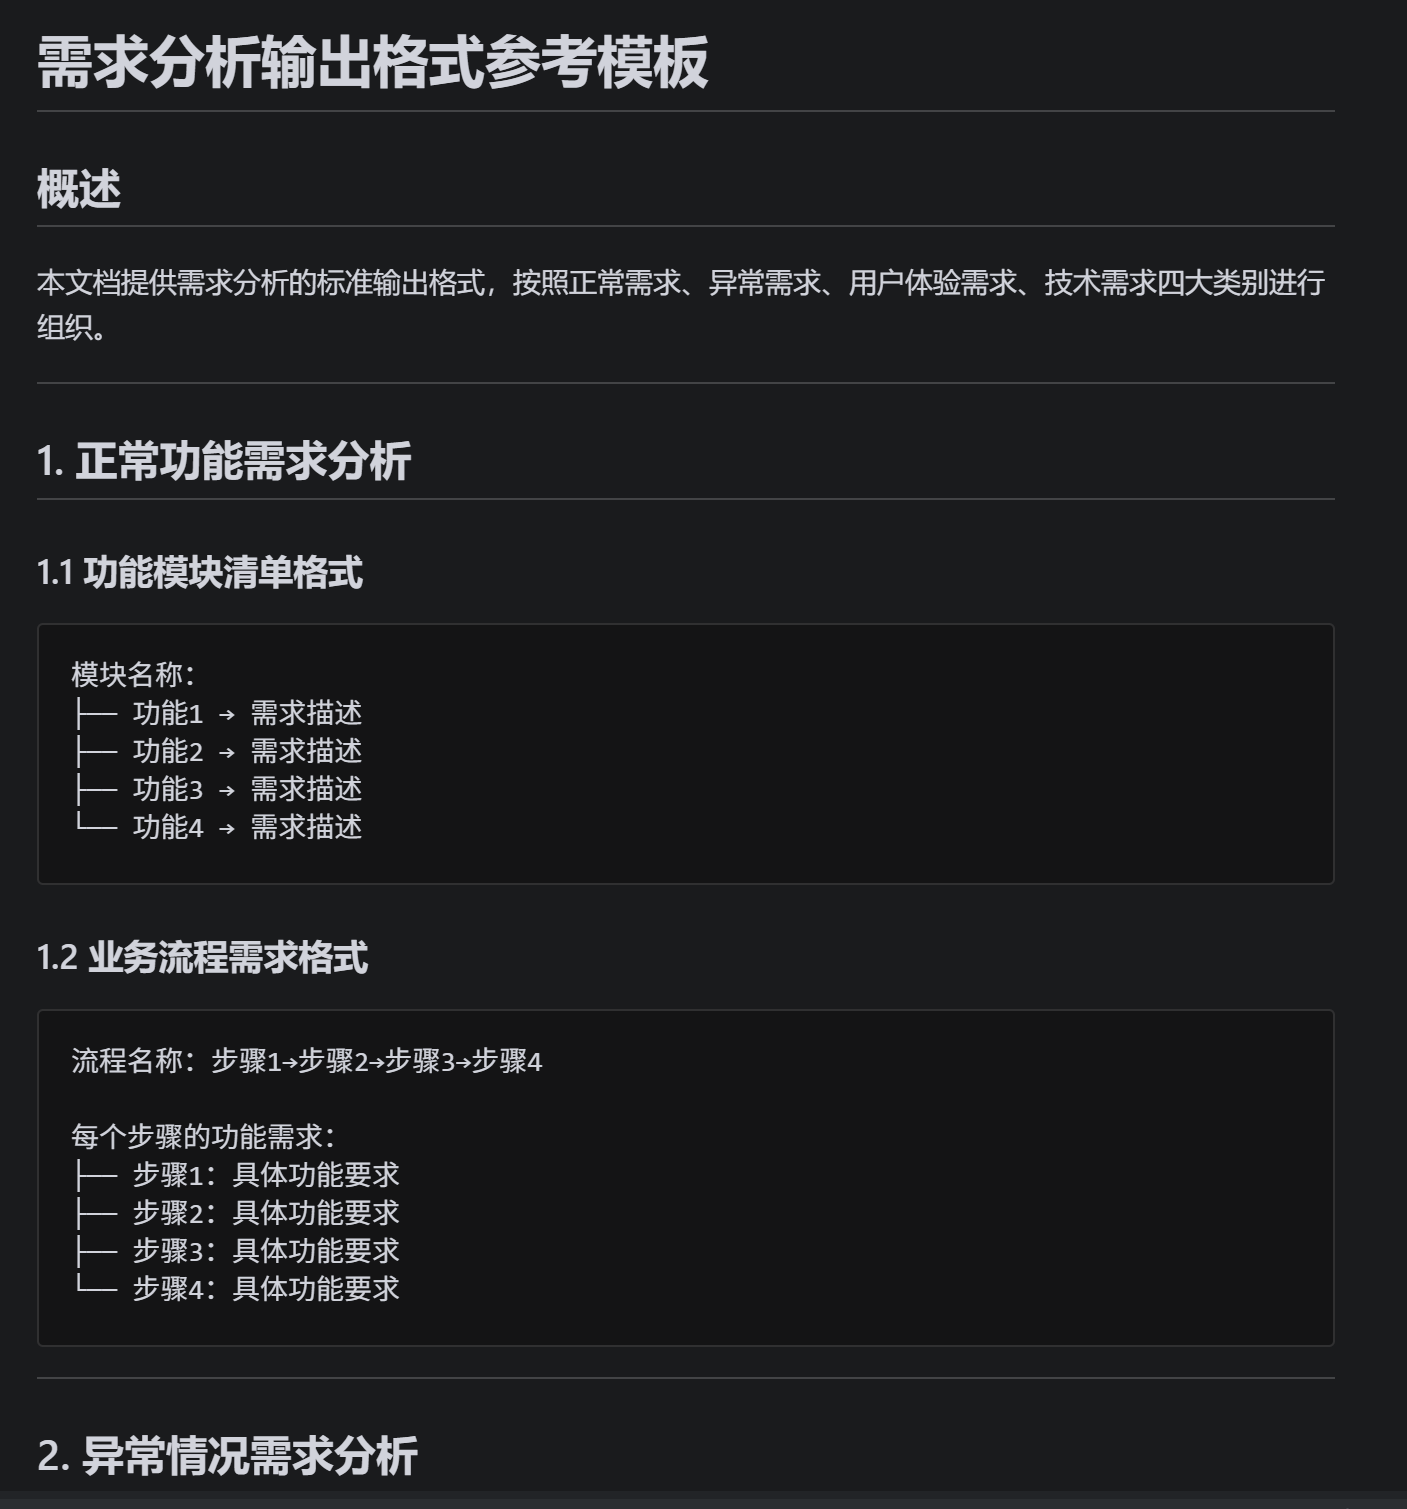 需求分析输出格式参考模板
概述
本文档提供需求分析的标准输出格式，按照正常需求、异常需求、用户体验需求、技术需求四大类别进行
组织。
1. 正常功能需求分析
1.1 功能模块清单格式
模块名称：
├── 功能1 → 需求描述
├── 功能2 → 需求描述
├── 功能3 → 需求描述
└── 功能4 → 需求描述
1.2 业务流程需求格式
流程名称：步骤1→步骤2→步骤3→步骤4
每个步骤的功能需求：
├── 步骤1：具体功能要求
├── 步骤2：具体功能要求
├── 步骤3：具体功能要求
└── 步骤4：具体功能要求
2. 异常情况需求分析